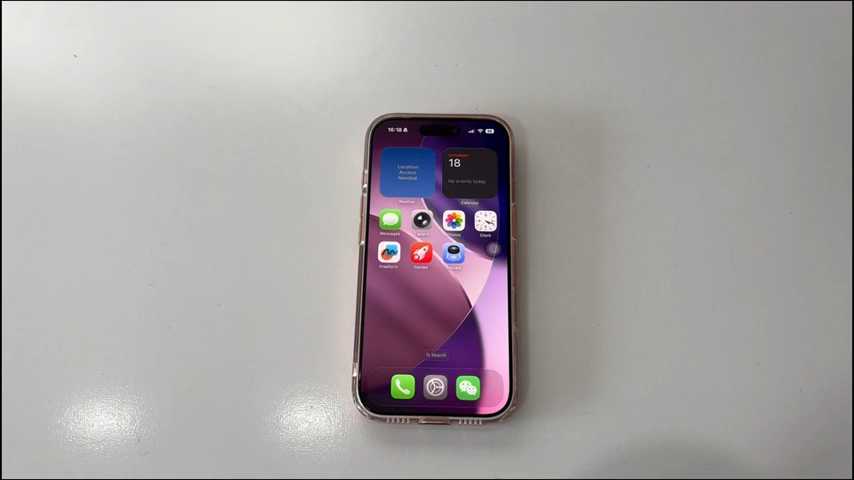 16:18
Location
Access
Needed
Weather
SATURDAY
18
No events today
Calendar
Messages
Camera
Photos
Clock
Freeform
Games
Preview
Search